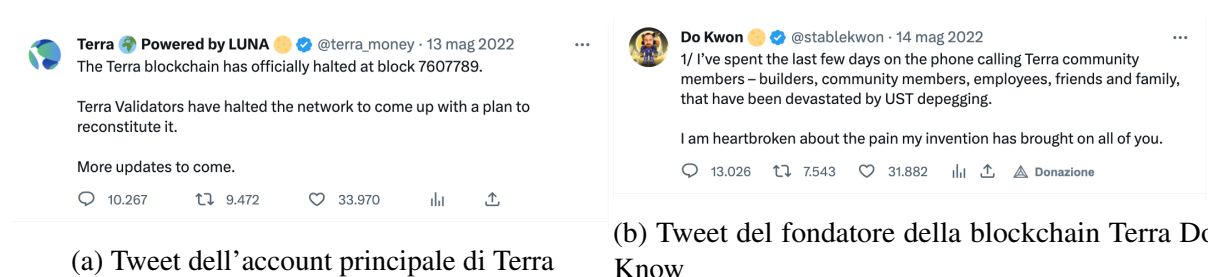 Terra 🌍 Powered by LUNA 🌕 @terra_money · 13 mag 2022
The Terra blockchain has officially halted at block 7607789.
Terra Validators have halted the network to come up with a plan to
reconstitute it.
More updates to come.
10.267 9.472 33.970
(a) Tweet dell'account principale di Terra
Do Kwon 🌕 @stablekwon · 14 mag 2022
1/ I've spent the last few days on the phone calling Terra community
members – builders, community members, employees, friends and family,
that have been devastated by UST depegging.
I am heartbroken about the pain my invention has brought on all of you.
13.026 7.543 31.882 Donazione
(b) Tweet del fondatore della blockchain Terra Do
Know